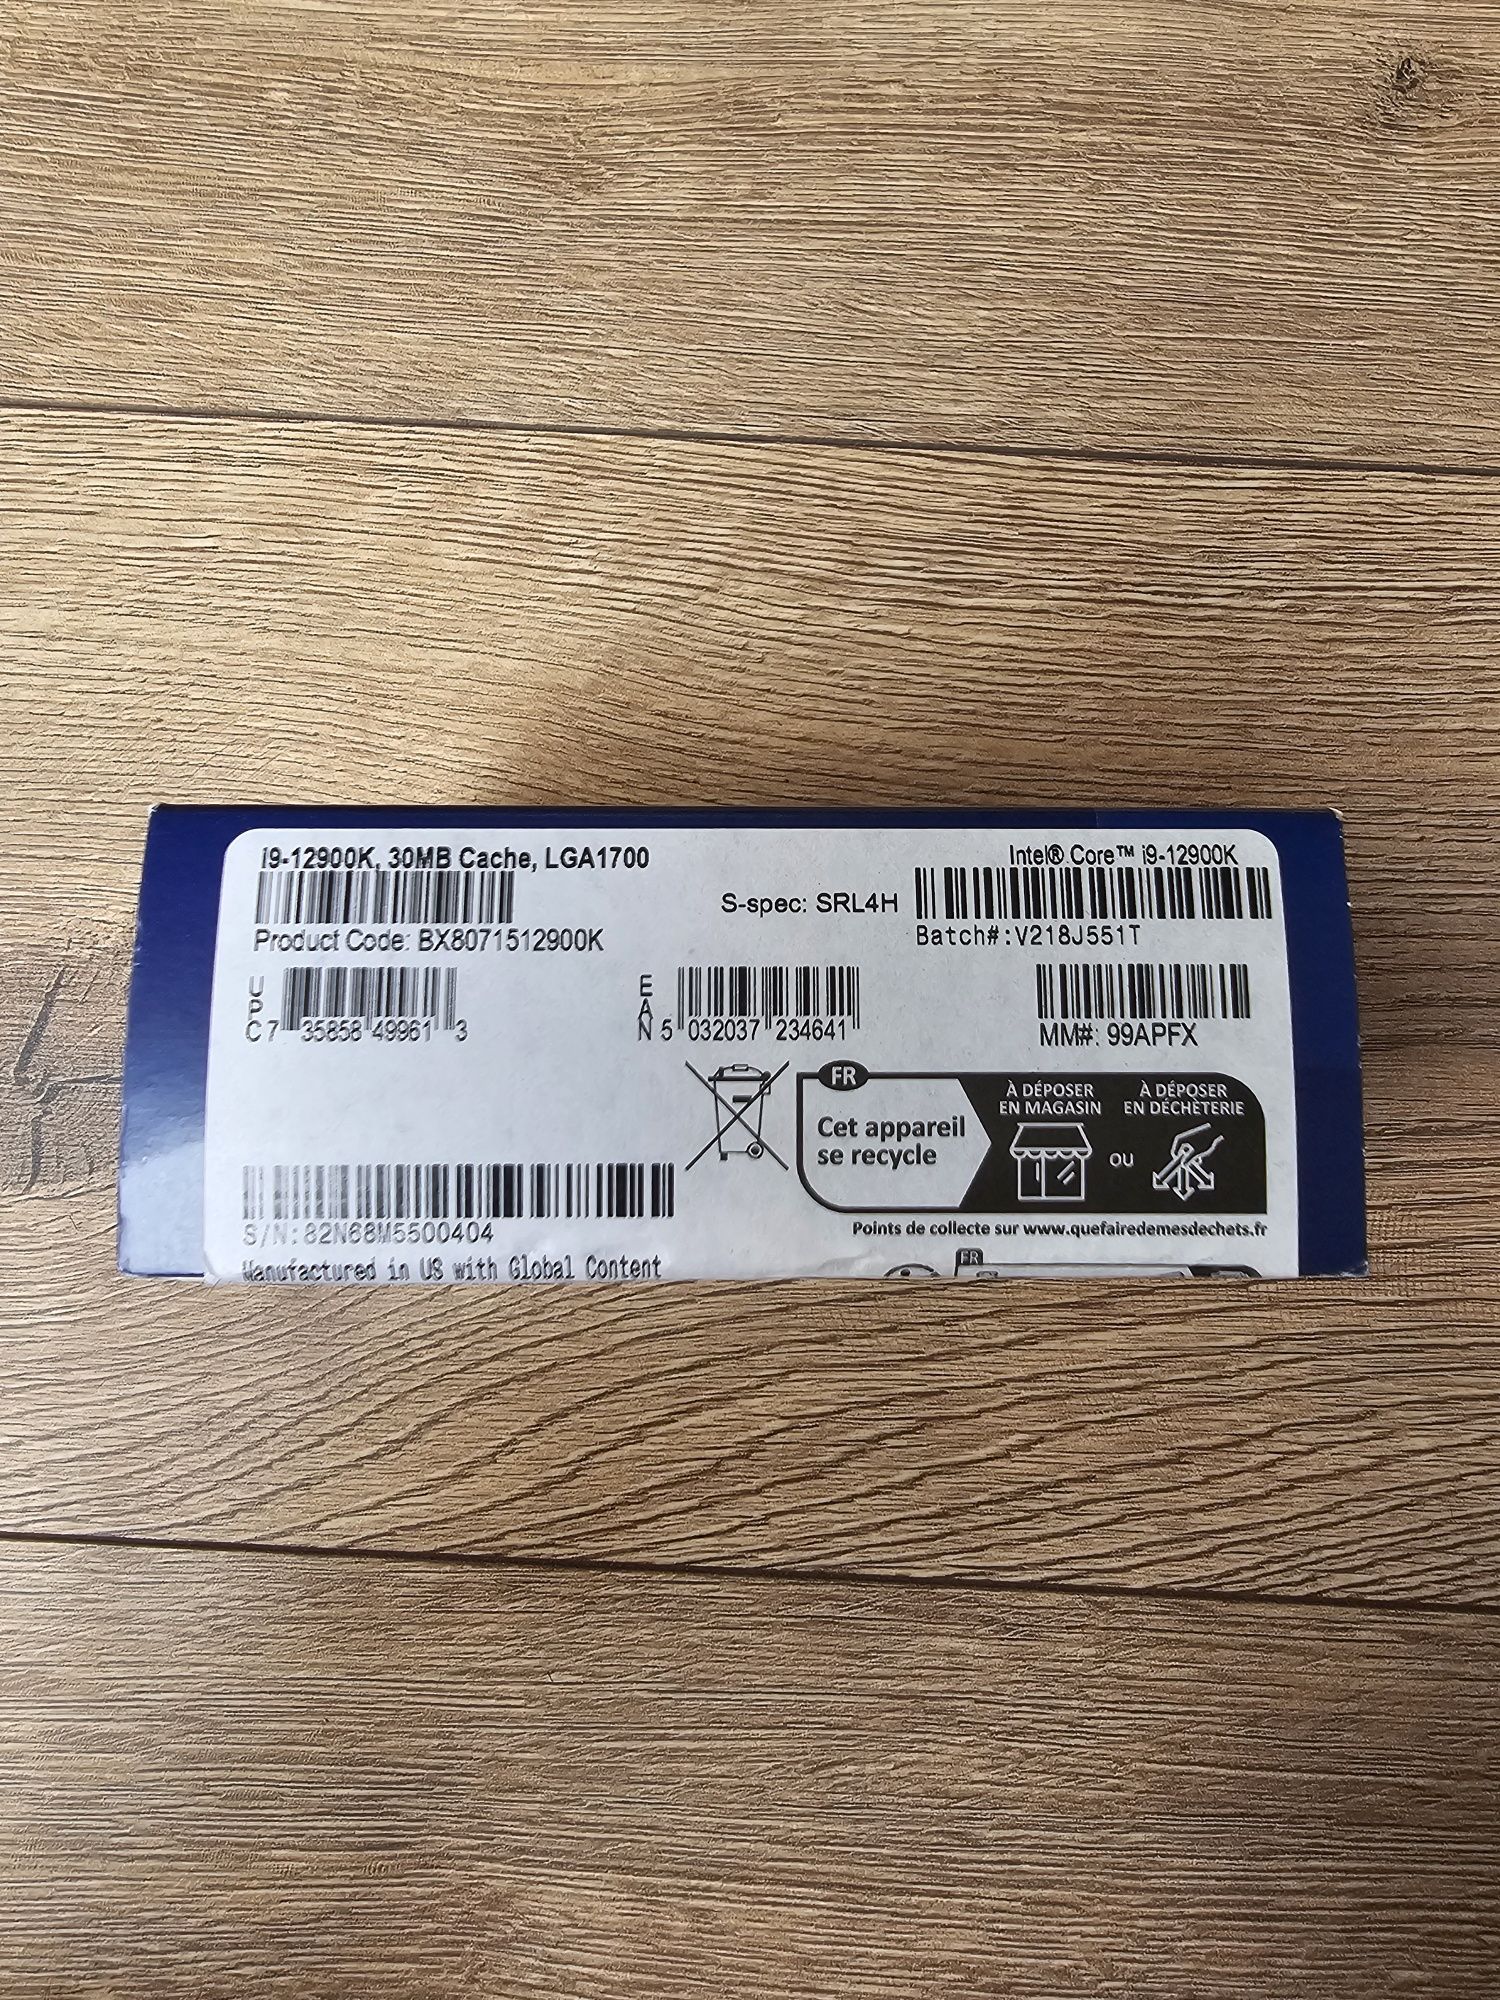 i9-12900K, 30MB Cache, LGA1700
Intel® Core™ i9-12900K
S-spec: SRL4H
Product Code: BX8071512900K
Batch#:V218J551T
UPC 7 35858 49961 3
EAN 5 032037 234641
MM#: 99APFX
FR
Cet appareil
se recycle
À DÉPOSER
EN MAGASIN
OU
À DÉPOSER
EN DÉCHÈTERIE
Points de collecte sur www.quefairedemesdechets.fr
S/N:82N68M5500404
Manufactured in US with Global Content
FR